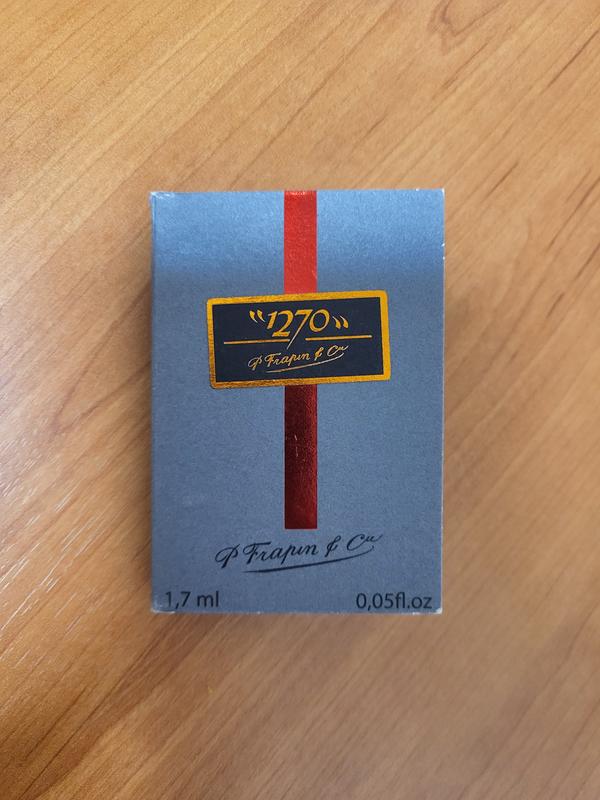 "1270"
P Frapin & Cie
P Frapin & Cie
1,7 ml
0,05fl.oz